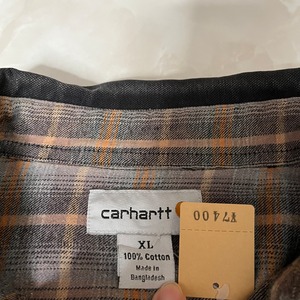 carhartt
XL
100% Cotton
Made in
Bangladesh
¥7400